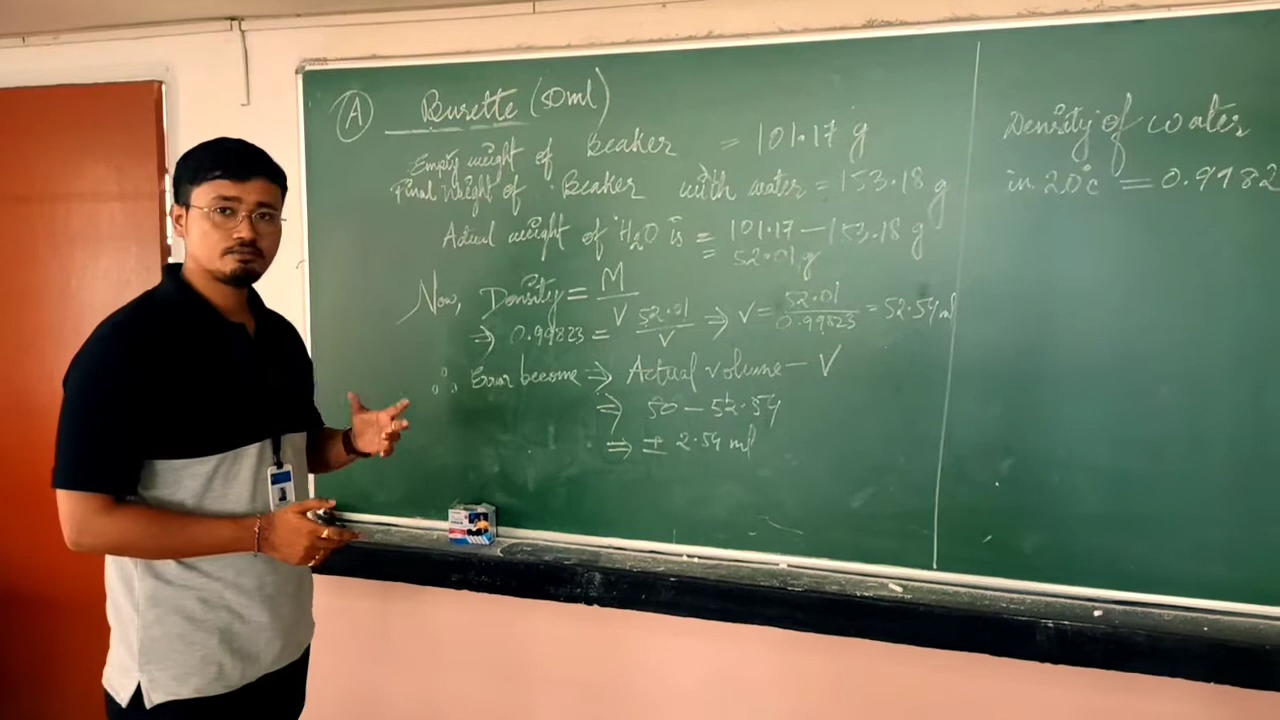 A Burette (50ml)
Empty weight of Beaker = 101.17 g
Final Weight of Beaker with water = 153.18 g
Actual weight of H₂O is = 101.17 – 153.18 g
= 52.01 g
Now, Density = M/V
⇒ 0.99823 = 52.01/V ⇒ V = 52.01/0.99823 = 52.54 ml
∴ Error become ⇒ Actual volume – V
⇒ 50 – 52.54
⇒ ± 2.54 ml
Density of water
in 20°c = 0.9982